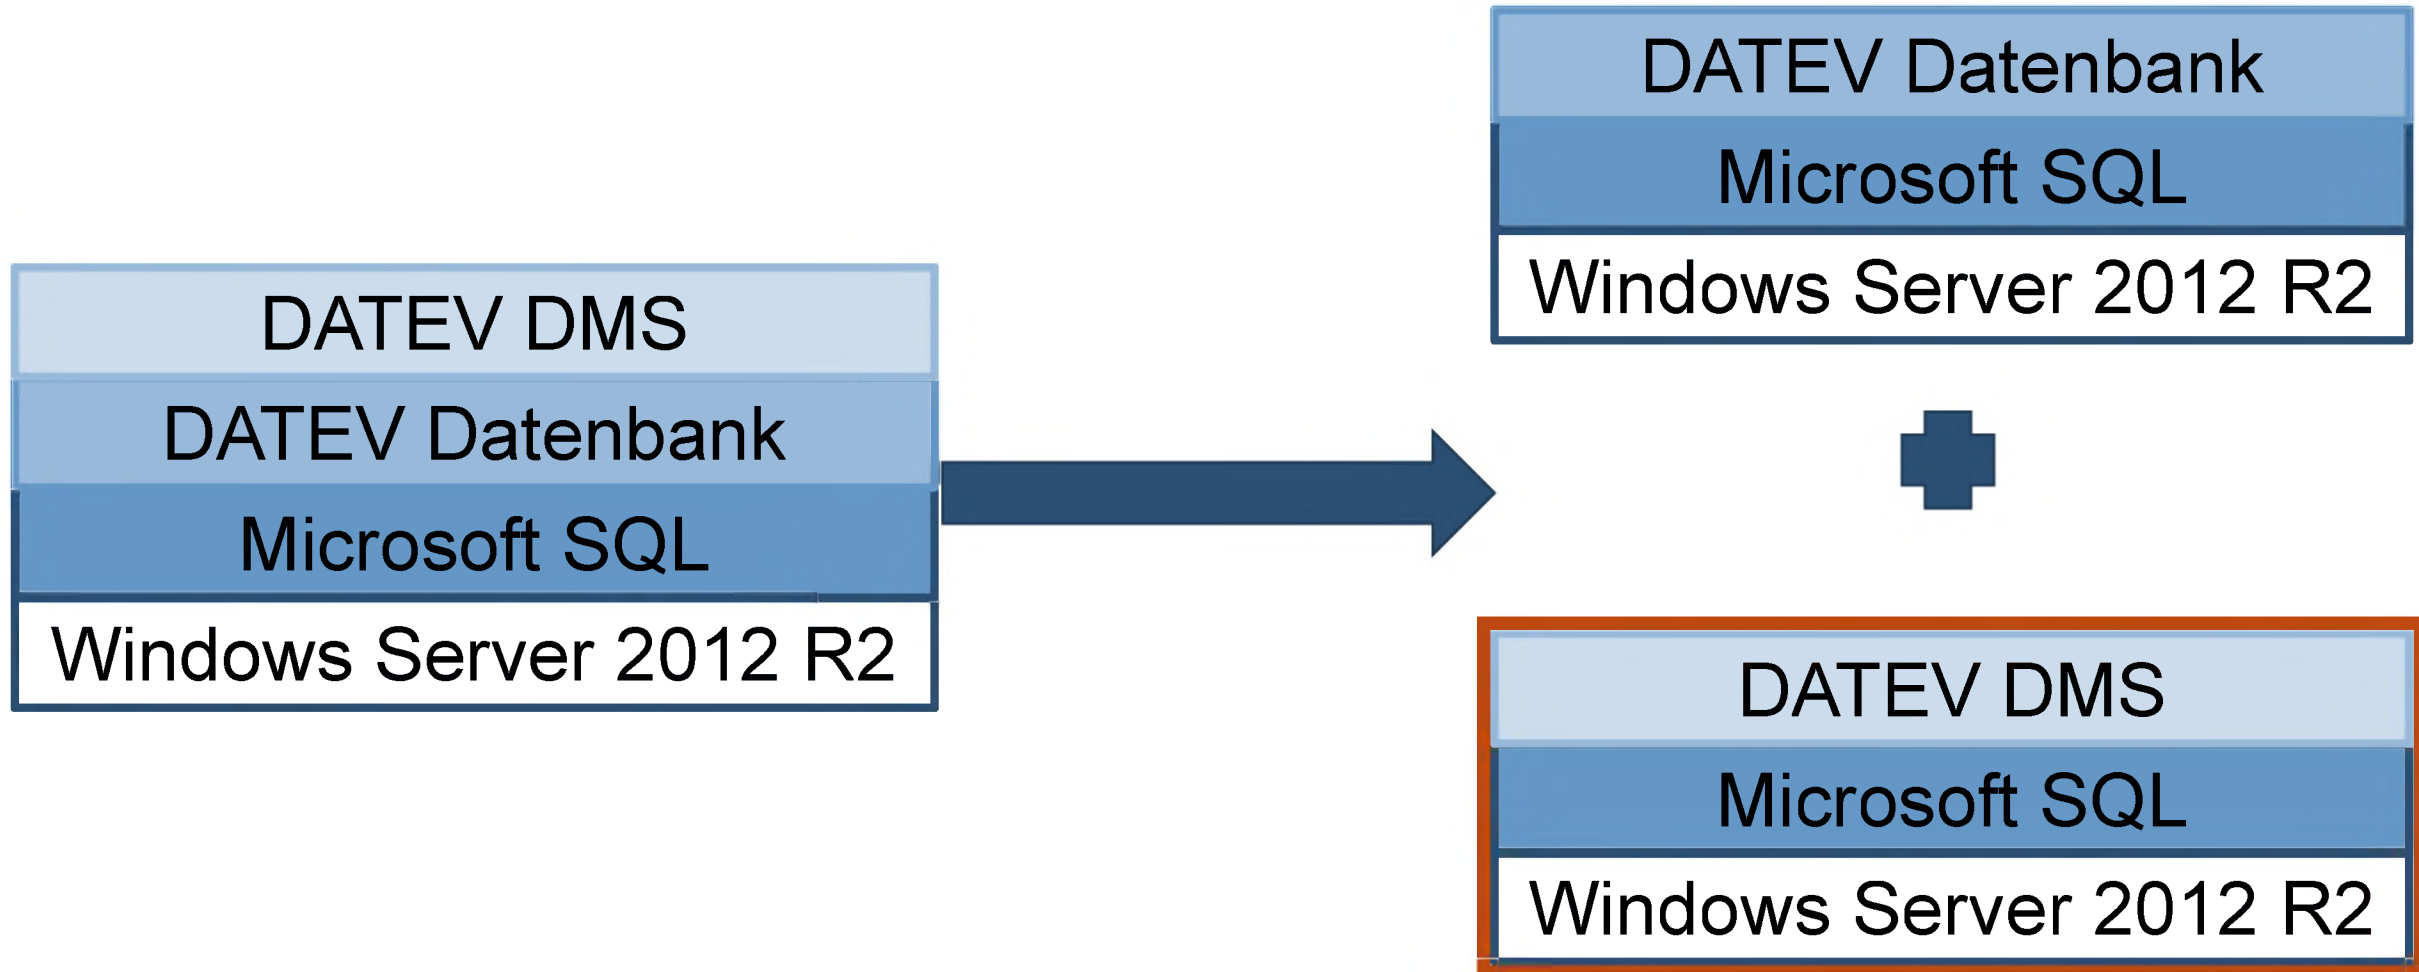 DATEV DMS
DATEV Datenbank
Microsoft SQL
Windows Server 2012 R2
DATEV Datenbank
Microsoft SQL
Windows Server 2012 R2
DATEV DMS
Microsoft SQL
Windows Server 2012 R2